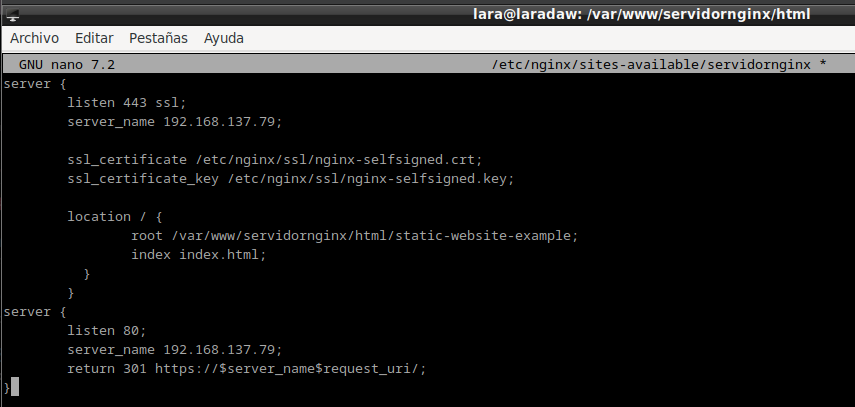 lara@laradaw: /var/www/servidornginx/html
Archivo Editar Pestañas Ayuda
GNU nano 7.2 /etc/nginx/sites-available/servidornginx *
server {
listen 443 ssl;
server_name 192.168.137.79;
ssl_certificate /etc/nginx/ssl/nginx-selfsigned.crt;
ssl_certificate_key /etc/nginx/ssl/nginx-selfsigned.key;
location / {
root /var/www/servidornginx/html/static-website-example;
index index.html;
}
}
server {
listen 80;
server_name 192.168.137.79;
return 301 https://$server_name$request_uri/;
}